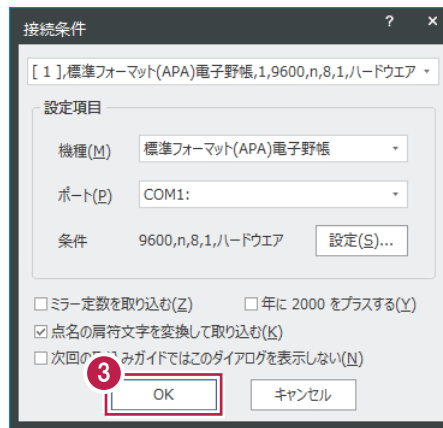 接続条件 ? ×
[ 1 ],標準フォーマット(APA)電子野帳,1,9600,n,8,1,ハードウエア
設定項目
機種(M) 標準フォーマット(APA)電子野帳
ポート(P) COM1:
条件 9600,n,8,1,ハードウエア 設定(S)...
ミラー定数を取り込む(Z) 年に 2000 をプラスする(Y)
点名の肩符文字を変換して取り込む(K)
次回の みガイドではこのダイアログを表示しない(N)
3
OK キャンセル